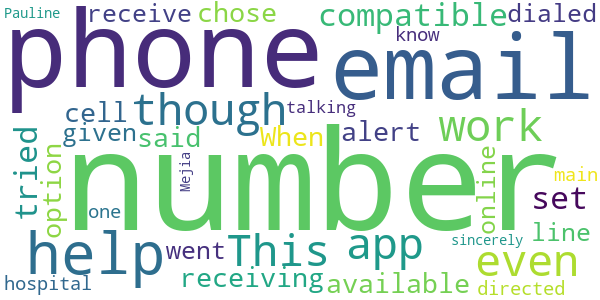 Pauline receive chose compatible dialed
phone email know
cell though talking
given said When alert work
tried option number online main
Mejia one set
help went This app line
even
sincerely
hospital receiving available directed